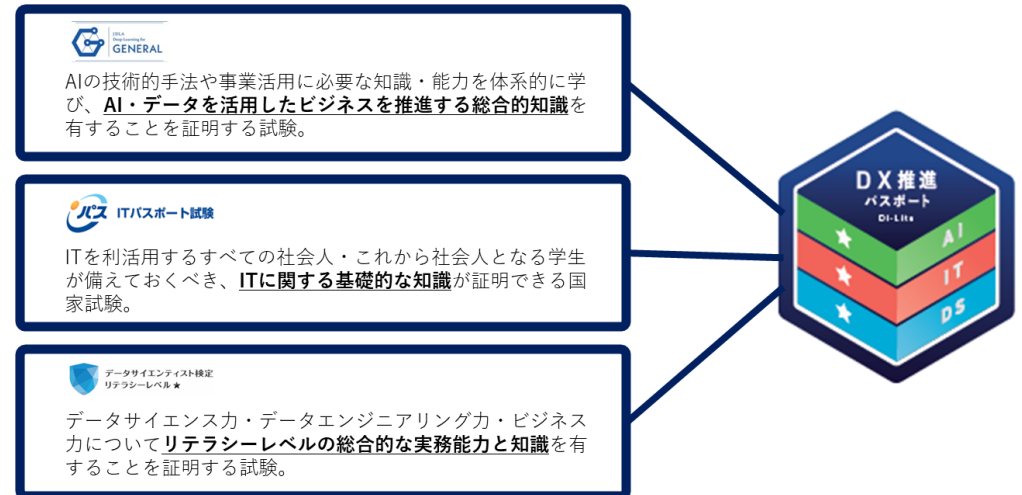 JDLA
Deep Learning for
GENERAL
AIの技術的手法や事業活用に必要な知識・能力を体系的に学
び、AI・データを活用したビジネスを推進する総合的知識を
有することを証明する試験。
iパス ITパスポート試験
ITを利活用するすべての社会人・これから社会人となる学生
が備えておくべき、ITに関する基礎的な知識が証明できる国
家試験。
データサイエンティスト検定
リテラシーレベル★
データサイエンス力・データエンジニアリング力・ビジネス
力についてリテラシーレベルの総合的な実務能力と知識を有
することを証明する試験。
DX推進
パスポート
Di-Lite
AI
IT
DS